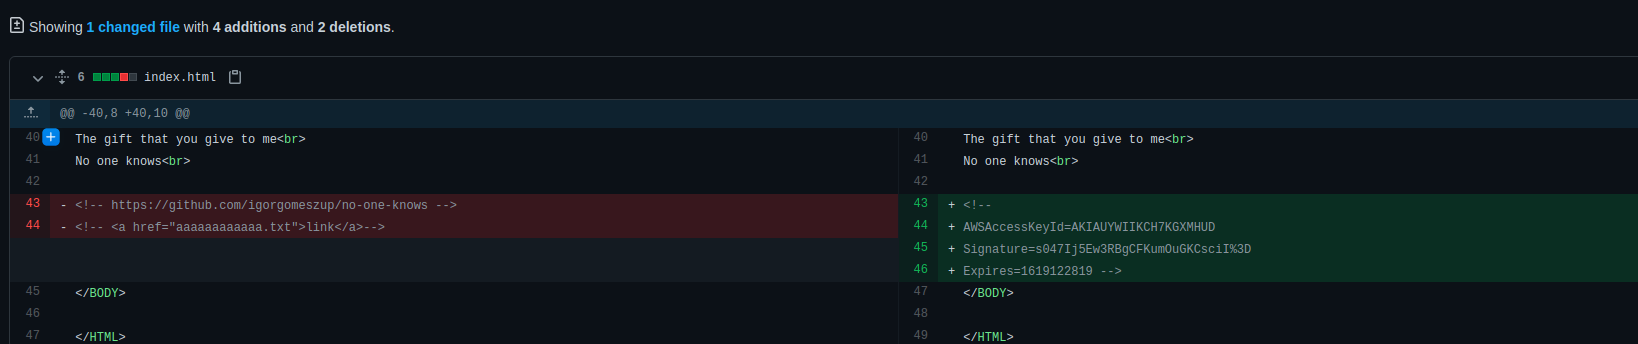 Showing 1 changed file with 4 additions and 2 deletions.
6 index.html
@@ -40,8 +40,10 @@
40 The gift that you give to me<br>
41 No one knows<br>
42
43 - <!-- https://github.com/igorgomeszup/no-one-knows -->
44 - <!-- <a href="aaaaaaaaaaaa.txt">link</a>-->
45 </BODY>
46
47 </HTML>
40 The gift that you give to me<br>
41 No one knows<br>
42
43 + <!--
44 + AWSAccessKeyId=AKIAUYWIIKCH7KGXMHUD
45 + Signature=s047Ij5Ew3RBgCFKumOuGKCsciI%3D
46 + Expires=1619122819 -->
47 </BODY>
48
49 </HTML>